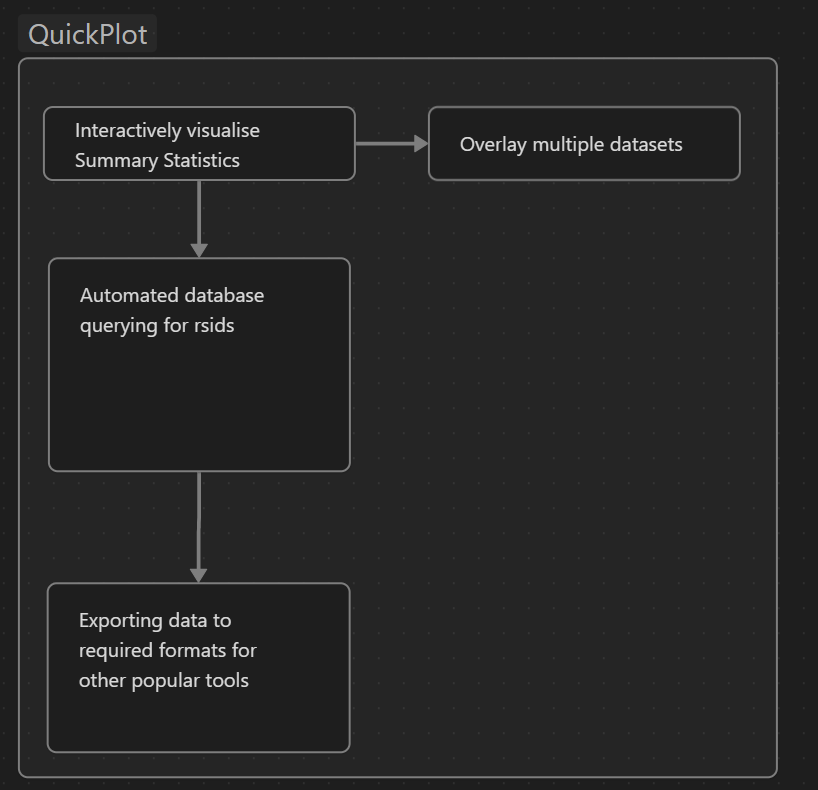 QuickPlot
Interactively visualise
Summary Statistics
Overlay multiple datasets
Automated database
querying for rsids
Exporting data to
required formats for
other popular tools